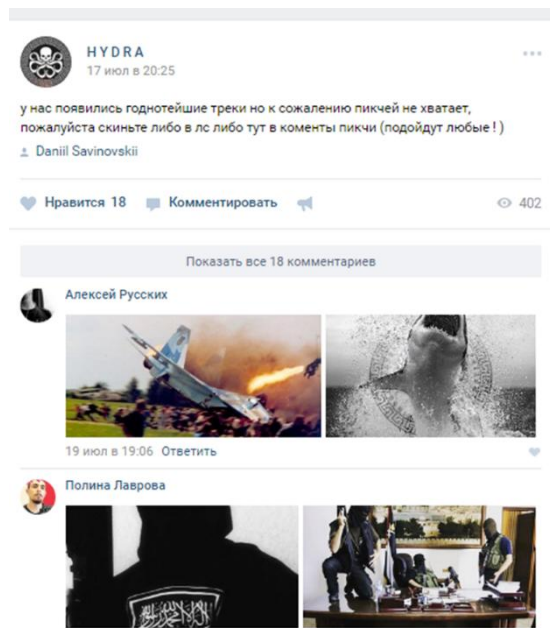 HYDRA
17 июл в 20:25
у нас появились годнотейшие треки но к сожалению пикчей не хватает,
пожалуйста скиньте либо в лс либо тут в коменты пикчи (подойдут любые ! )
Daniil Savinovskii
Нравится 18 Комментировать 402
Показать все 18 комментариев
Алексей Русских
19 июл в 19:06 Ответить
Полина Лаврова